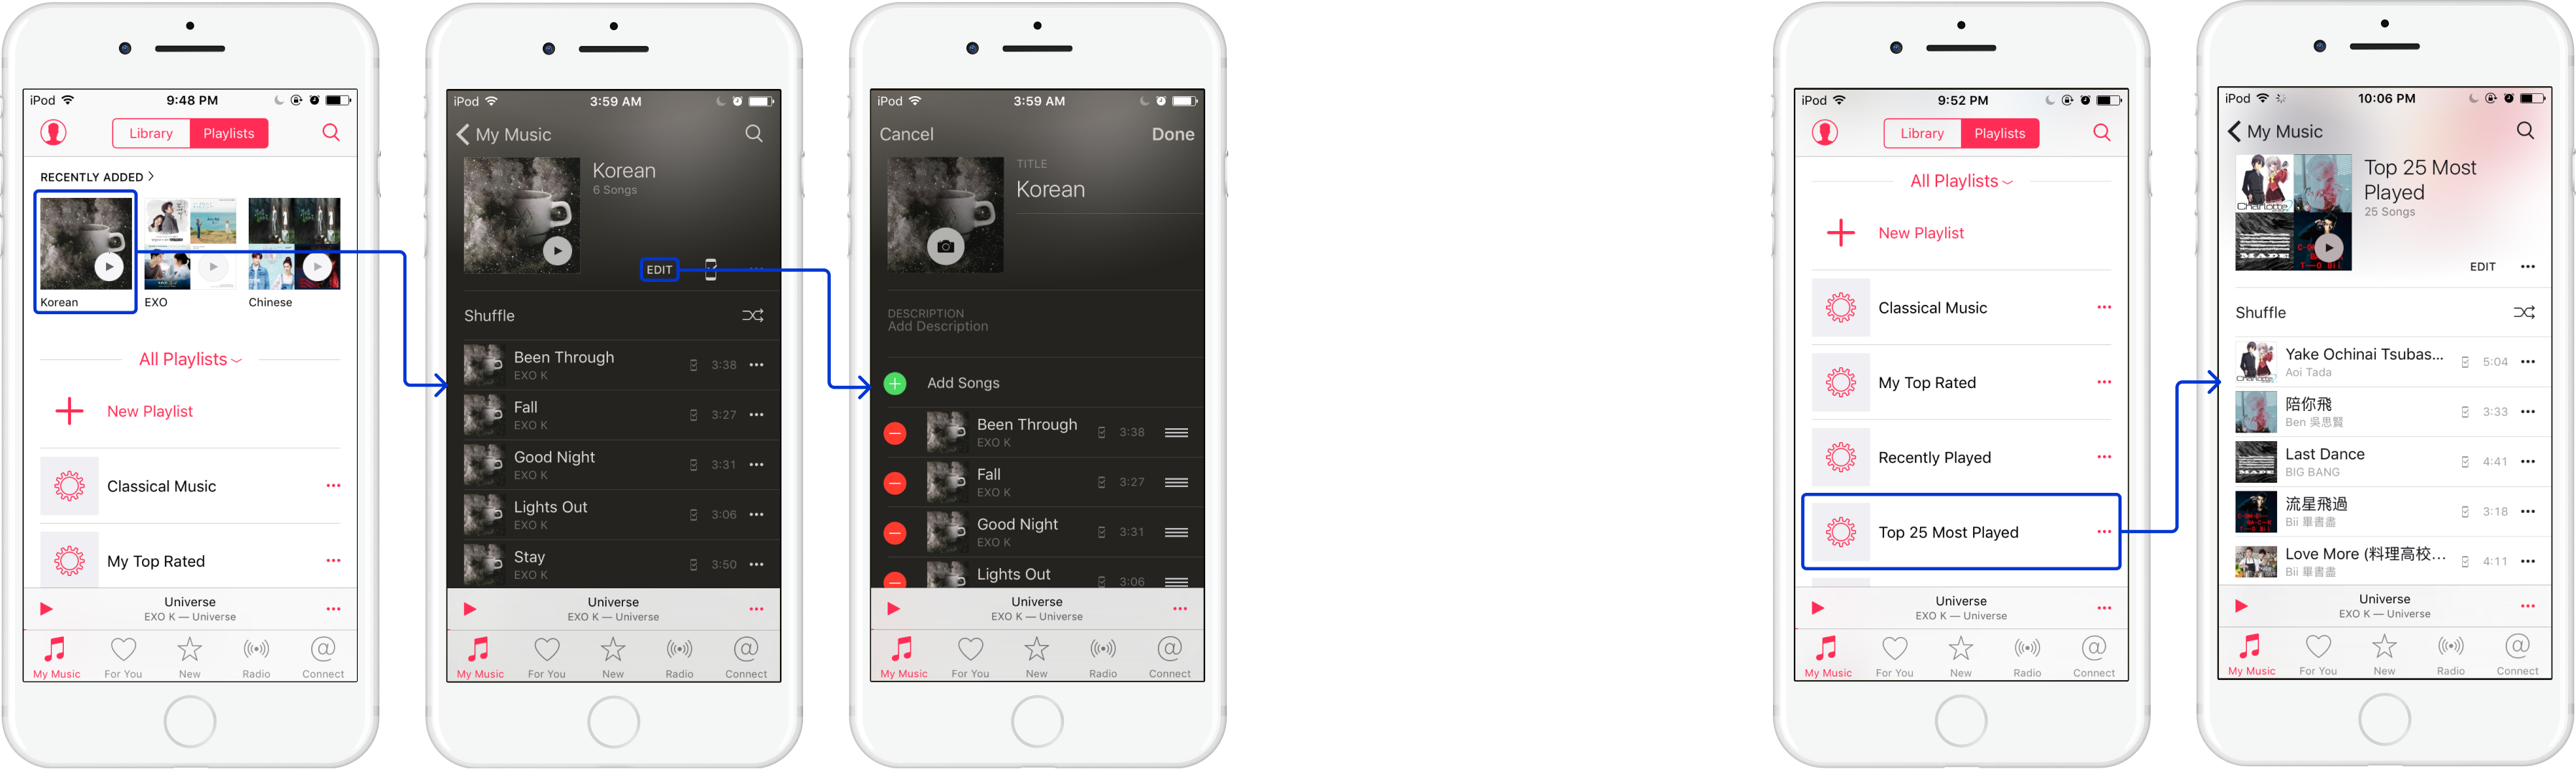 iPod 9:48 PM
Library Playlists
RECENTLY ADDED >
Korean EXO Chinese
All Playlists
New Playlist
Classical Music
My Top Rated
Universe
EXO K — Universe
My Music For You New Radio Connect
iPod 3:59 AM
My Music
Korean
6 Songs
EDIT
Shuffle
Been Through
EXO K 3:38
Fall
EXO K 3:27
Good Night
EXO K 3:31
Lights Out
EXO K 3:06
Stay
EXO K 3:50
Universe
EXO K — Universe
My Music For You New Radio Connect
iPod 3:59 AM
Cancel Done
TITLE
Korean
DESCRIPTION
Add Description
Add Songs
Been Through
EXO K 3:38
Fall
EXO K 3:27
Good Night
EXO K 3:31
Lights Out
3:06
Universe
EXO K — Universe
My Music For You New Radio Connect
iPod 9:52 PM
Library Playlists
All Playlists
New Playlist
Classical Music
My Top Rated
Recently Played
Top 25 Most Played
Universe
EXO K — Universe
My Music For You New Radio Connect
iPod 10:06 PM
My Music
Charlotte
MADE
Top 25 Most
Played
25 Songs
EDIT
Shuffle
Yake Ochinai Tsubas...
Aoi Tada 5:04
陪你飛
Ben 吳思賢 3:33
Last Dance
BIG BANG 4:41
流星飛過
Bii 畢書盡 3:18
Love More (料理高校...
Bii 畢書盡 4:11
Universe
EXO K — Universe
My Music For You New Radio Connect